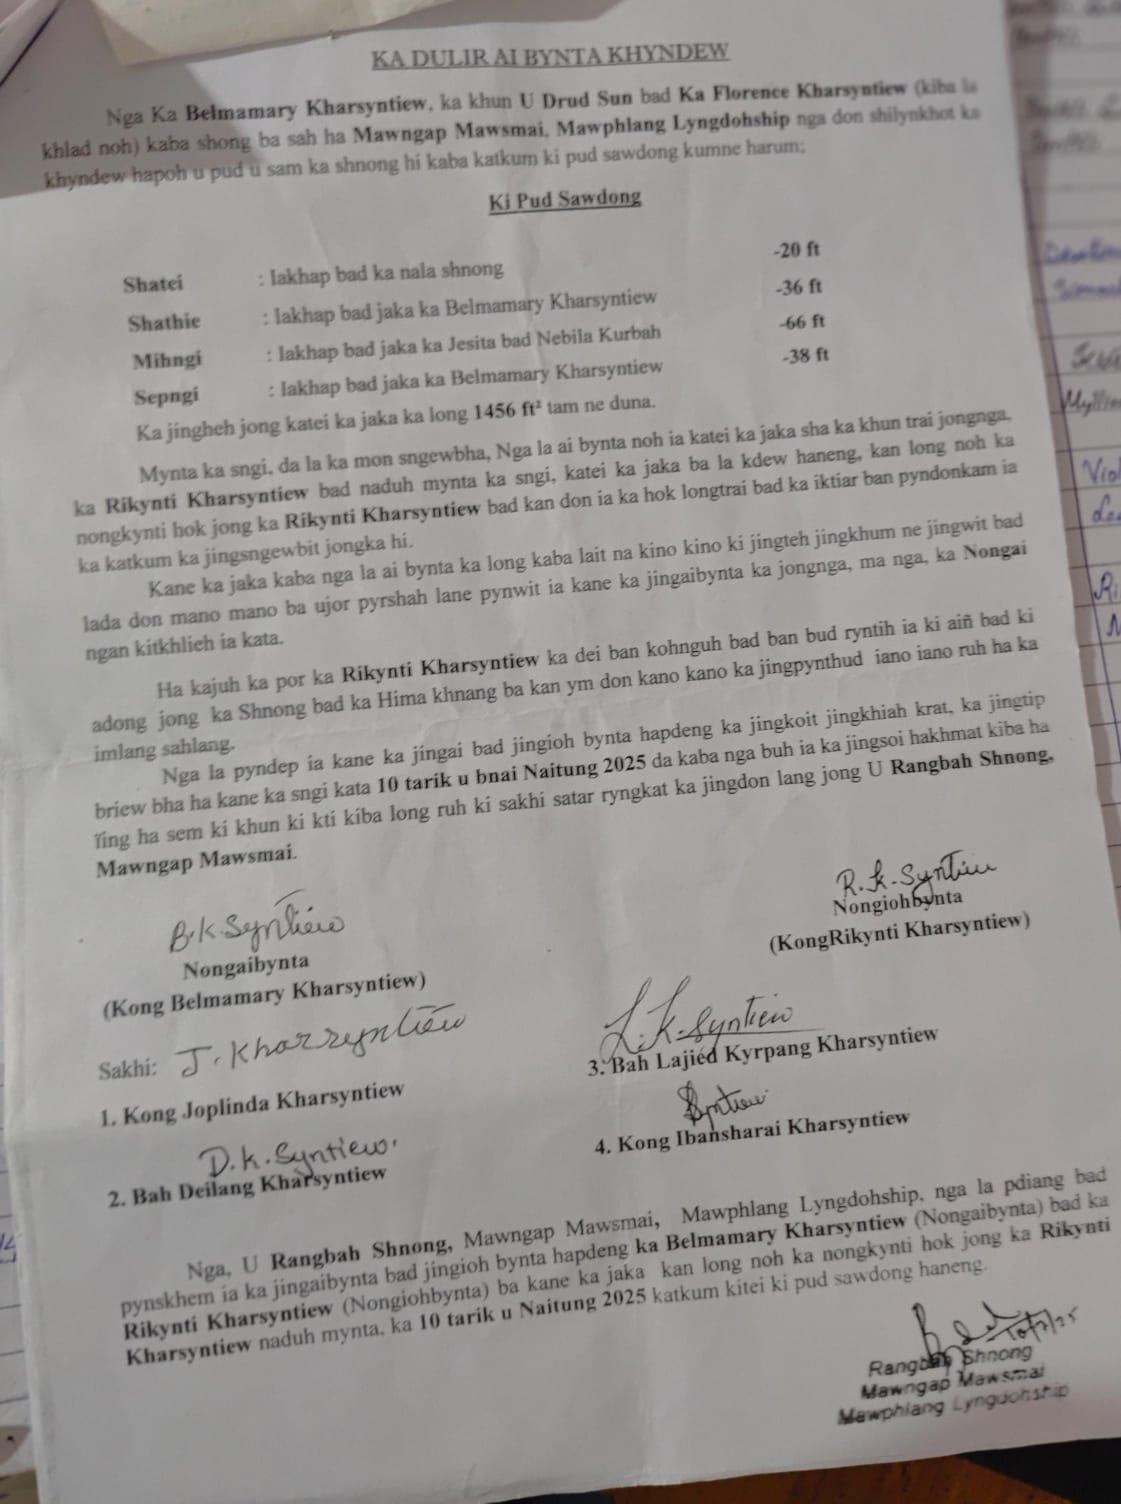 KA DULIR AI BYNTA KHYNDEW
Nga Ka Belmamary Kharsyntiew, ka khun U Drud Sun bad Ka Florence Kharsyntiew (kiba la
khlad noh) kaba shong ba sah ha Mawngap Mawsmai, Mawphlang Lyngdohship nga don shilynkhot ka
khyndew hapoh u pud u sam ka shnong hi kaba katkum ki pud sawdong kumne harum;
Ki Pud Sawdong
Shatei : Iakhap bad ka nala shnong -20 ft
Shathie : Iakhap bad jaka ka Belmamary Kharsyntiew -36 ft
Mihngi : Iakhap bad jaka ka Jesita bad Nebila Kurbah -66 ft
Sepngi : Iakhap bad jaka ka Belmamary Kharsyntiew -38 ft
Ka jingheh jong katei ka jaka ka long 1456 ft² tam ne duna.
Mynta ka sngi, da la ka mon sngewbha, Nga la ai bynta noh ia katei ka jaka sha ka khun trai jongnga,
ka Rikynti Kharsyntiew bad naduh mynta ka sngi, katei ka jaka ba la kdew haneng, kan long noh ka
nongkynti hok jong ka Rikynti Kharsyntiew bad kan don ia ka hok longtrai bad ka iktiar ban pyndonkam ia
ka katkum ka jingsngewbit jongka hi.
Kane ka jaka kaba nga la ai bynta ka long kaba lait na kino kino ki jingteh jingkhum ne jingwit bad
lada don mano mano ba ujor pyrshah lane pynwit ia kane ka jingaibynta ka jongnga, ma nga, ka Nongai
ngan kitkhlieh ia kata.
Ha kajuh ka por ka Rikynti Kharsyntiew ka dei ban kohnguh bad ban bud ryntih ia ki aiñ bad ki
adong jong ka Shnong bad ka Hima khnang ba kan ym don kano kano ka jingpynthud iano iano ruh ha ka
imlang sahlang.
Nga la pyndep ia kane ka jingai bad jingioh bynta hapdeng ka jingkoit jingkhiah krat, ka jingtip
briew bha ha kane ka sngi kata 10 tarik u bnai Naitung 2025 da kaba nga buh ia ka jingsoi hakhmat kiba ha
ïing ha sem ki khun ki kti kiba long ruh ki sakhi satar ryngkat ka jingdon lang jong U Rangbah Shnong,
Mawngap Mawsmai.
B.K.Syntiew R.K.Syntiew
Nongaibynta Nongiohbynta
(Kong Belmamary Kharsyntiew) (KongRikynti Kharsyntiew)
Sakhi: J. Kharsyntiew L.K.Syntiew
1. Kong Joplinda Kharsyntiew 3. Bah Lajied Kyrpang Kharsyntiew
D.K.Syntiew. Syntiew
2. Bah Deilang Kharsyntiew 4. Kong Ibansharai Kharsyntiew
Nga, U Rangbah Shnong, Mawngap Mawsmai, Mawphlang Lyngdohship, nga la pdiang bad
pynskhem ia ka jingaibynta bad jingioh bynta hapdeng ka Belmamary Kharsyntiew (Nongaibynta) bad ka
Rikynti Kharsyntiew (Nongiohbynta) ba kane ka jaka kan long noh ka nongkynti hok jong ka Rikynti
Kharsyntiew naduh mynta, ka 10 tarik u Naitung 2025 katkum kitei ki pud sawdong haneng.
10/7/25
Rangbah Shnong
Mawngap Mawsmai
Mawphlang Lyngdohship